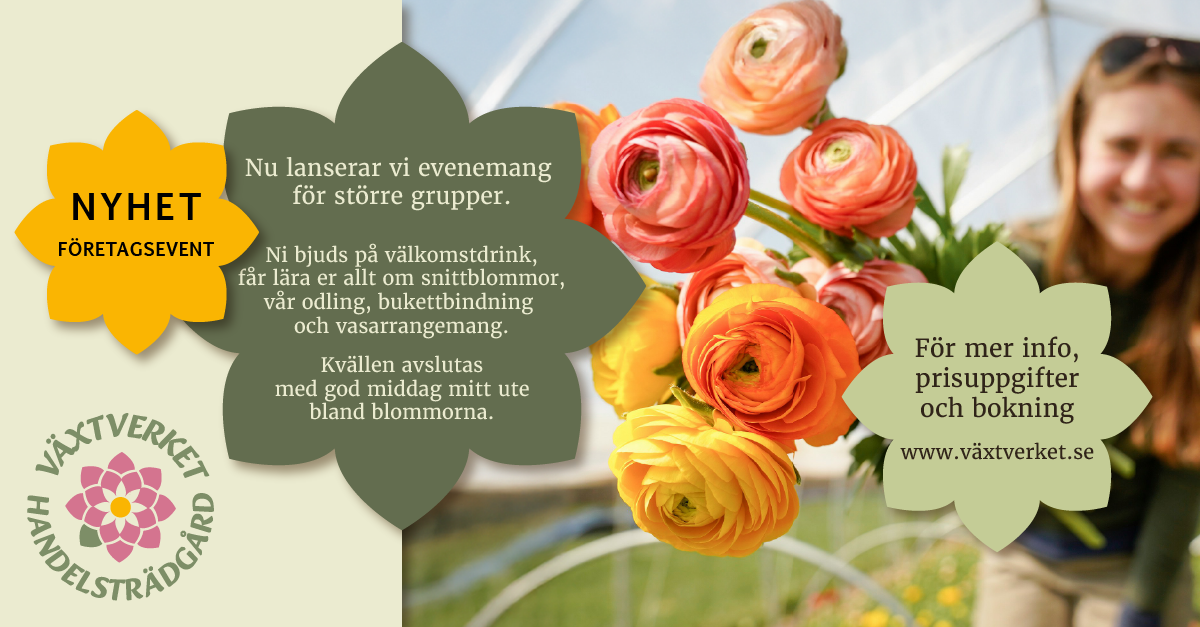 NYHET
FÖRETAGSEVENT
Nu lanserar vi evenemang
för större grupper.
Ni bjuds på välkomstdrink,
får lära er allt om snittblommor,
vår odling, bukettbindning
och vasarrangemang.
Kvällen avslutas
med god middag mitt ute
bland blommorna.
För mer info,
prisuppgifter
och bokning
www.växtverket.se
VÄXTVERKET
HANDELSTRÄDGÅRD